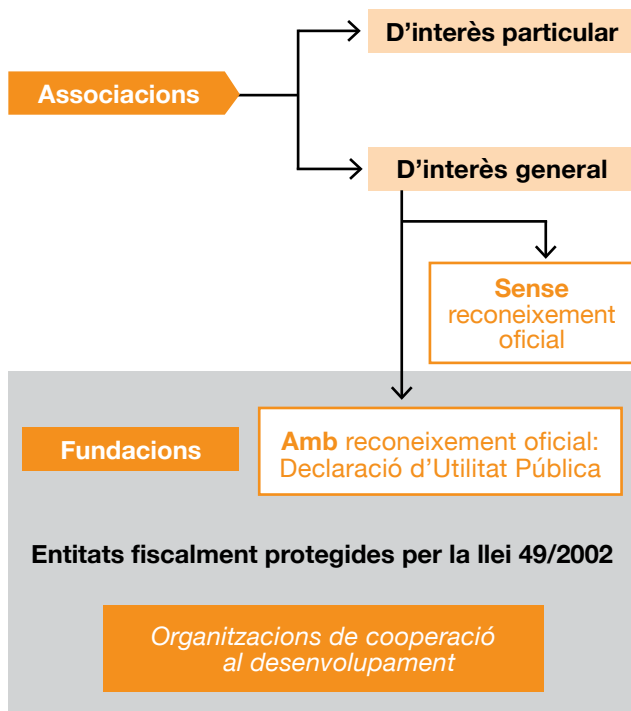 D’interès particular
Associacions
D’interès general
Sense
reconeixement
oficial
Fundacions
Amb reconeixement oficial:
Declaració d’Utilitat Pública
Entitats fiscalment protegides per la llei 49/2002
Organitzacions de cooperació
al desenvolupament